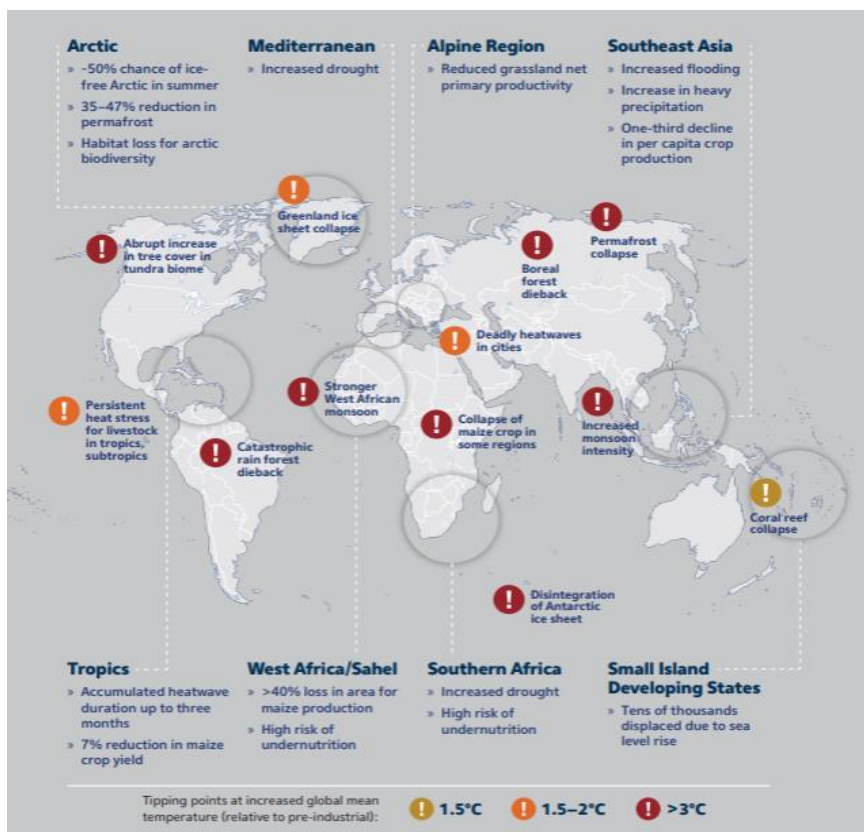 Arctic
» -50% chance of ice-
free Arctic in summer
» 35–47% reduction in
permafrost
» Habitat loss for arctic
biodiversity
Mediterranean
» Increased drought
Alpine Region
» Reduced grassland net
primary productivity
Southeast Asia
» Increased flooding
» Increase in heavy
precipitation
» One-third decline
in per capita crop
production
! Greenland ice
sheet collapse
! Abrupt increase
in tree cover in
tundra biome
! Boreal
forest
dieback
! Permafrost
collapse
! Deadly heatwaves
in cities
! Persistent
heat stress
for livestock
in tropics,
subtropics
! Stronger
West African
monsoon
! Catastrophic
rain forest
dieback
! Collapse of
maize crop in
some regions
! Increased
monsoon
intensity
! Coral reef
collapse
! Disintegration
of Antarctic
ice sheet
Tropics
» Accumulated heatwave
duration up to three
months
» 7% reduction in maize
crop yield
West Africa/Sahel
» >40% loss in area for
maize production
» High risk of
undernutrition
Southern Africa
» Increased drought
» High risk of
undernutrition
Small Island
Developing States
» Tens of thousands
displaced due to sea
level rise
Tipping points at increased global mean
temperature (relative to pre-industrial):
! 1.5°C ! 1.5–2°C ! >3°C